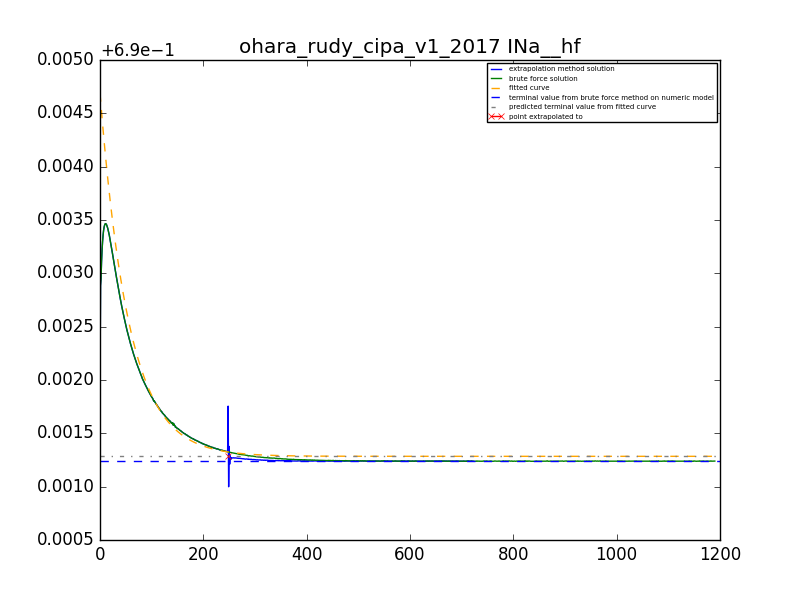 ohara_rudy_cipa_v1_2017 INa__hf
+6.9e−1
0.0050
0.0045
0.0040
0.0035
0.0030
0.0025
0.0020
0.0015
0.0010
0.0005
extrapolation method solution
brute force solution
fitted curve
terminal value from brute force method on numeric model
predicted terminal value from fitted curve
point extrapolated to
0 200 400 600 800 1000 1200